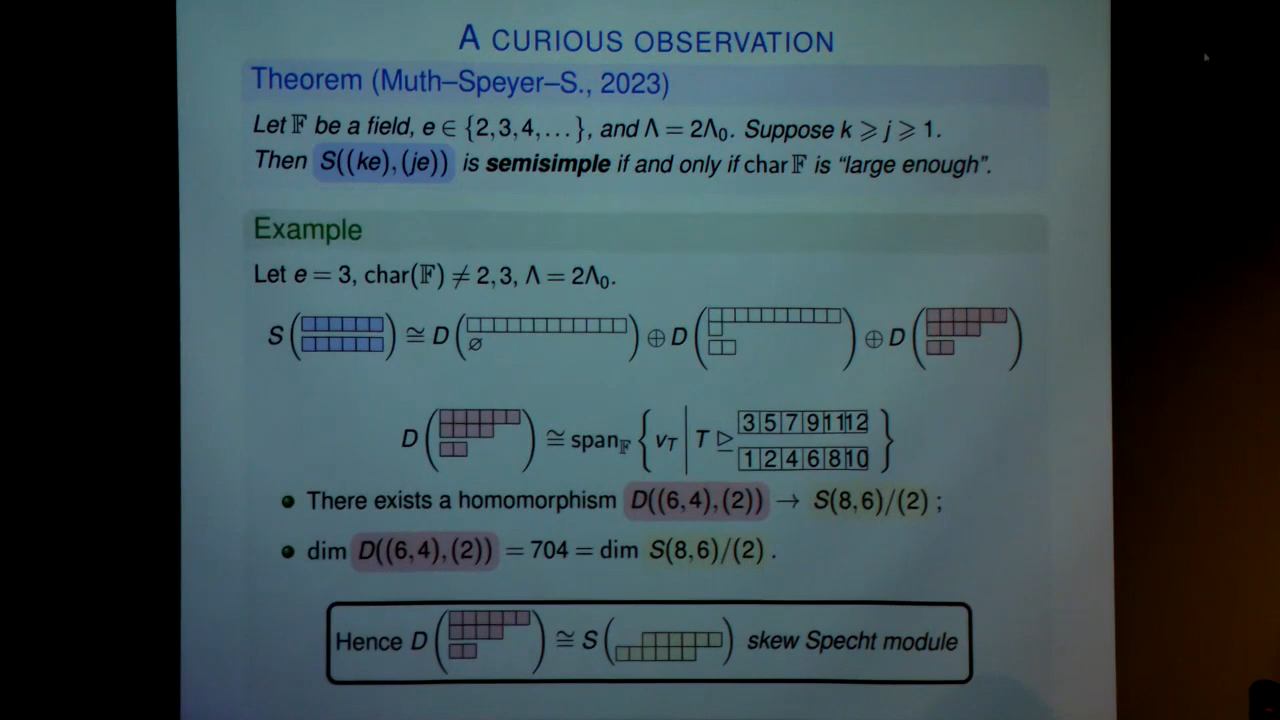 A CURIOUS OBSERVATION
Theorem (Muth–Speyer–S., 2023)
Let 𝔽 be a field, e ∈ {2,3,4,...}, and Λ = 2Λ₀. Suppose k ⩾ j ⩾ 1.
Then S((ke),(je)) is semisimple if and only if char 𝔽 is "large enough".
Example
Let e = 3, char(𝔽) ≠ 2,3, Λ = 2Λ₀.
S ( ) ≅ D ( ∅ ) ⊕ D ( ) ⊕ D ( )
D ( ) ≅ span_𝔽 { v_T | T ⊵ 3 5 7 9 11 12
1 2 4 6 8 10 }
• There exists a homomorphism D((6,4),(2)) → S(8,6)/(2) ;
• dim D((6,4),(2)) = 704 = dim S(8,6)/(2) .
Hence D ( ) ≅ S ( ) skew Specht module